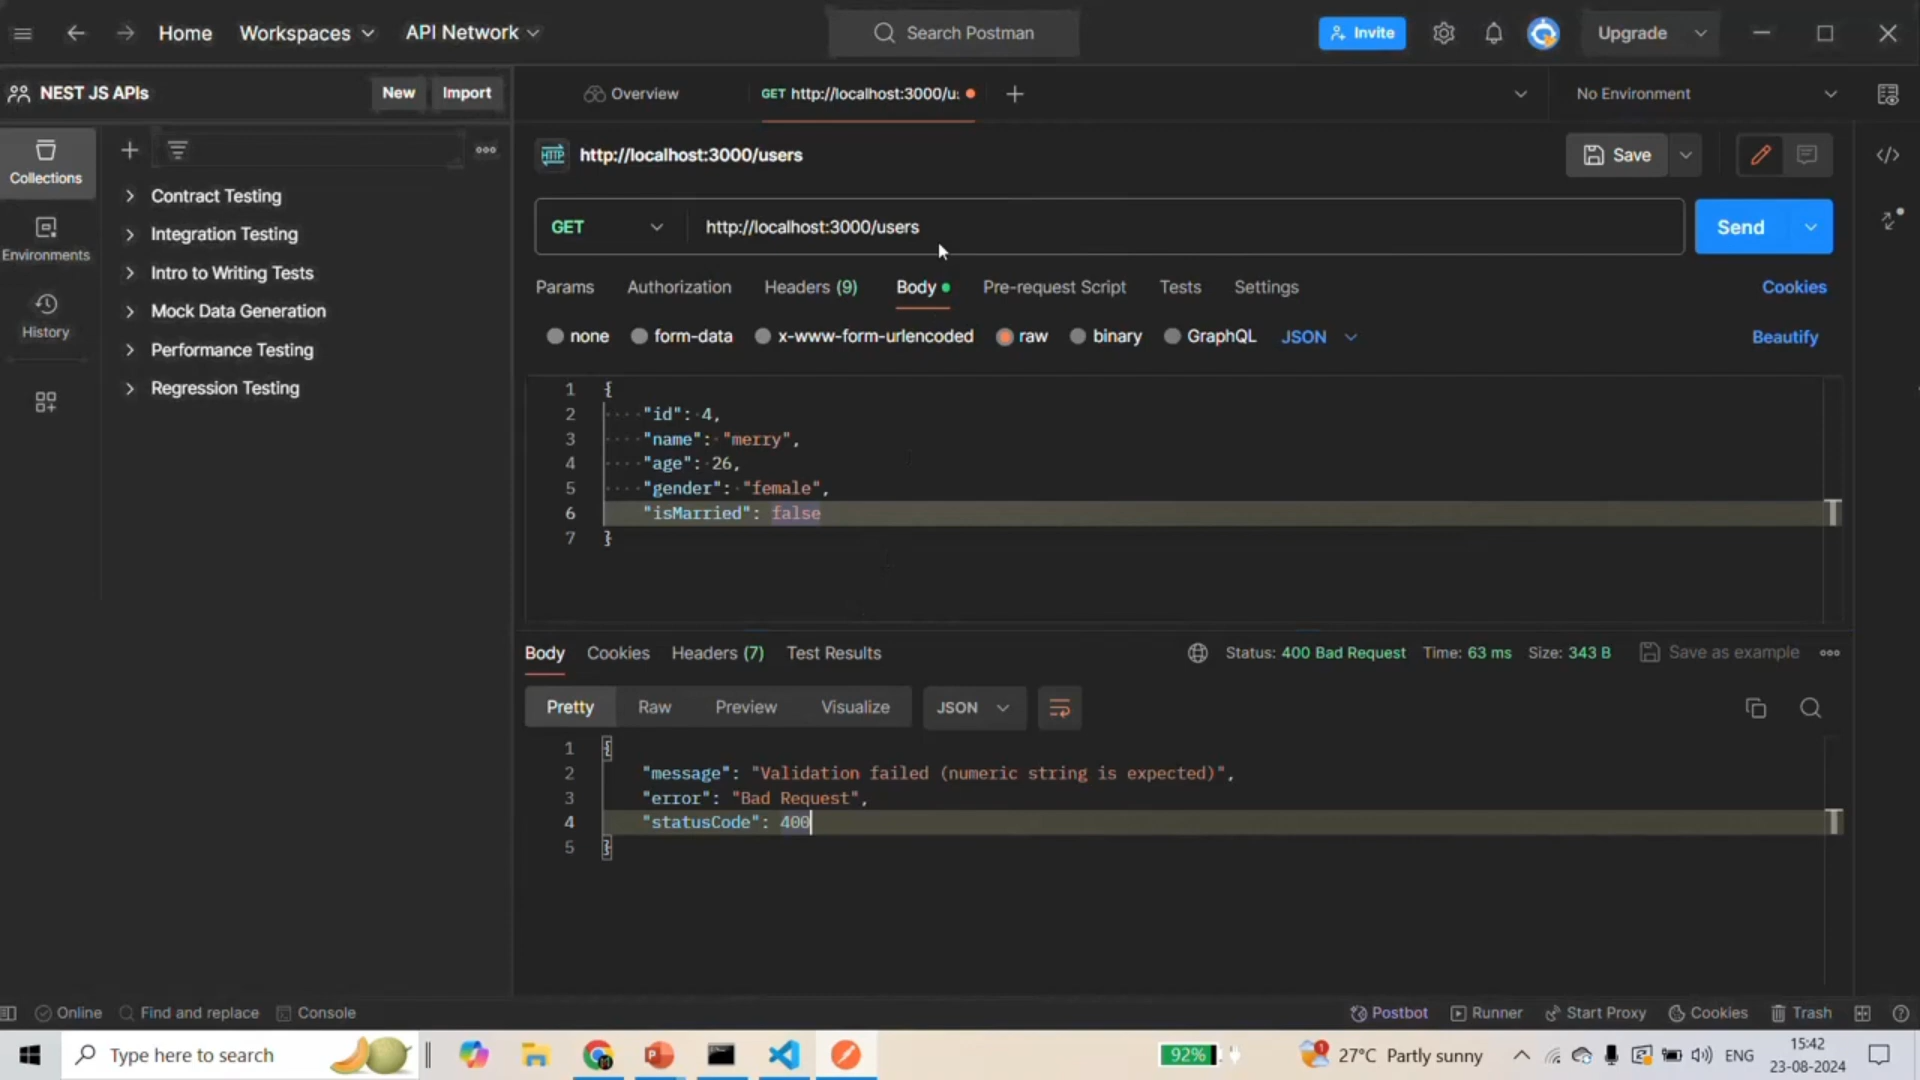 Home
Workspaces
API Network
Search Postman
Invite
Upgrade
NEST JS APIs
New
Import
Overview
GET http://localhost:3000/u:
No Environment
Collections
Environments
History
Contract Testing
Integration Testing
Intro to Writing Tests
Mock Data Generation
Performance Testing
Regression Testing
HTTP
http://localhost:3000/users
Save
GET
http://localhost:3000/users
Send
Params
Authorization
Headers (9)
Body
Pre-request Script
Tests
Settings
Cookies
none
form-data
x-www-form-urlencoded
raw
binary
GraphQL
JSON
Beautify
1 {
2 "id": 4,
3 "name": "merry",
4 "age": 26,
5 "gender": "female",
6 "isMarried": false
7 }
Body
Cookies
Headers (7)
Test Results
Status: 400 Bad Request
Time: 63 ms
Size: 343 B
Save as example
Pretty
Raw
Preview
Visualize
JSON
1 {
2 "message": "Validation failed (numeric string is expected)",
3 "error": "Bad Request",
4 "statusCode": 400
5 }
Online
Find and replace
Console
Postbot
Runner
Start Proxy
Cookies
Trash
Type here to search
92%
1
27°C Partly sunny
ENG
15:42
23-08-2024